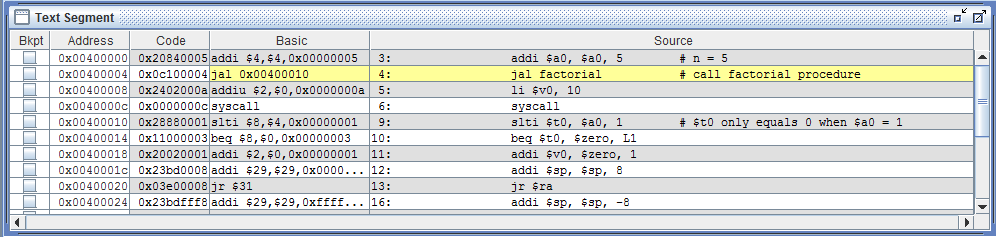 Text Segment
Bkpt Address Code Basic Source
0x00400000 0x20840005 addi $4,$4,0x00000005 3: addi $a0, $a0, 5 # n = 5
0x00400004 0x0c100004 jal 0x00400010 4: jal factorial # call factorial procedure
0x00400008 0x2402000a addiu $2,$0,0x0000000a 5: li $v0, 10
0x0040000c 0x0000000c syscall 6: syscall
0x00400010 0x28880001 slti $8,$4,0x00000001 9: slti $t0, $a0, 1 # $t0 only equals 0 when $a0 = 1
0x00400014 0x11000003 beq $8,$0,0x00000003 10: beq $t0, $zero, L1
0x00400018 0x20020001 addi $2,$0,0x00000001 11: addi $v0, $zero, 1
0x0040001c 0x23bd0008 addi $29,$29,0x0000... 12: addi $sp, $sp, 8
0x00400020 0x03e00008 jr $31 13: jr $ra
0x00400024 0x23bdfff8 addi $29,$29,0xffff... 16: addi $sp, $sp, -8